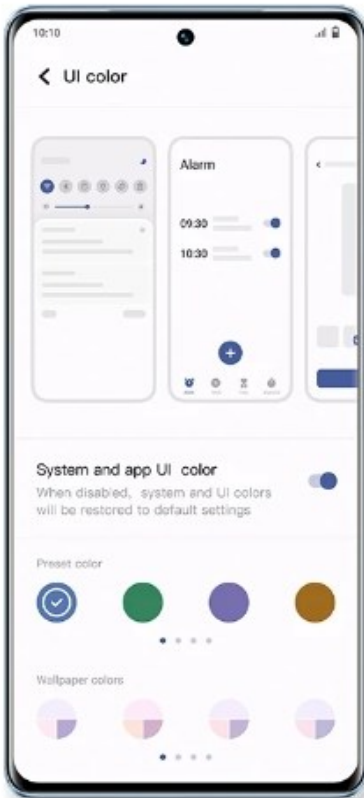 10:10
UI color
Alarm
09:30
10:30
System and app UI color
When disabled, system and UI colors
will be restored to default settings
Preset color
Wallpaper colors